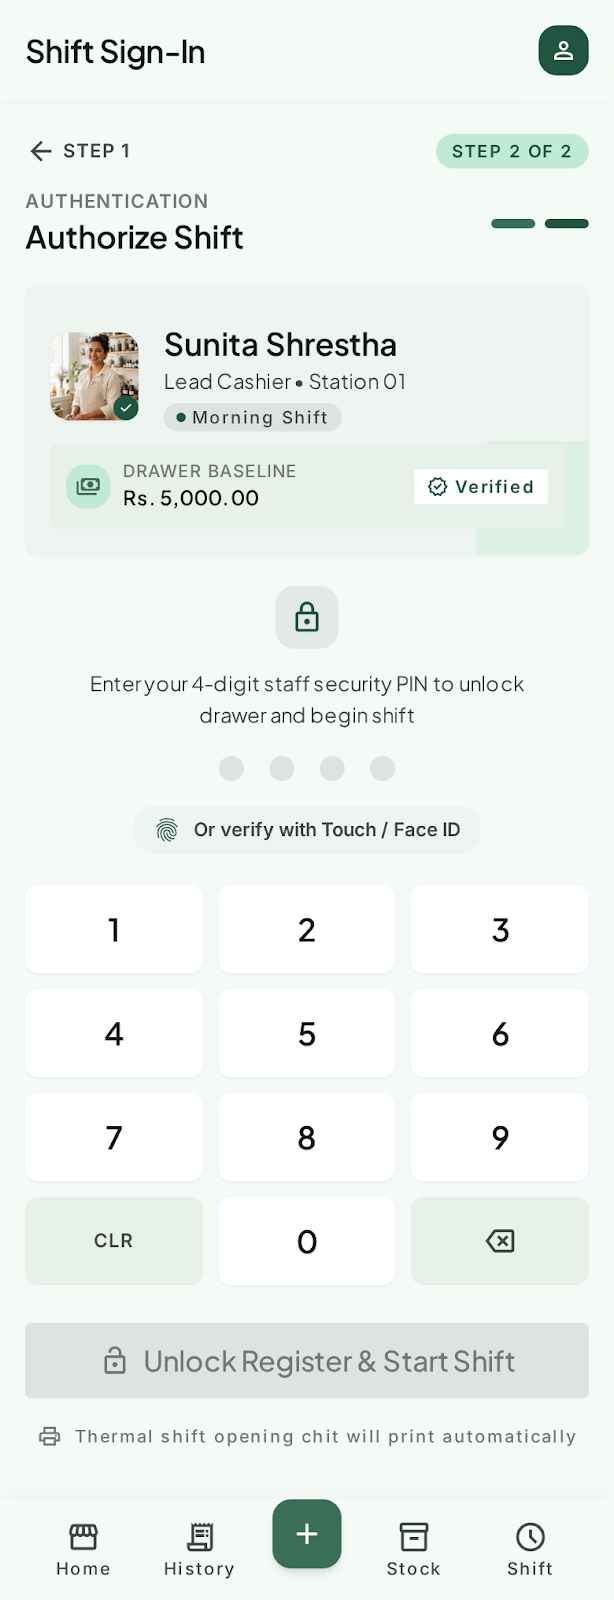 Shift Sign-In
STEP 1
STEP 2 OF 2
AUTHENTICATION
Authorize Shift
Sunita Shrestha
Lead Cashier • Station 01
Morning Shift
DRAWER BASELINE
Rs. 5,000.00
Verified
Enter your 4-digit staff security PIN to unlock
drawer and begin shift
Or verify with Touch / Face ID
1 2 3
4 5 6
7 8 9
CLR 0
Unlock Register & Start Shift
Thermal shift opening chit will print automatically
Home History + Stock Shift